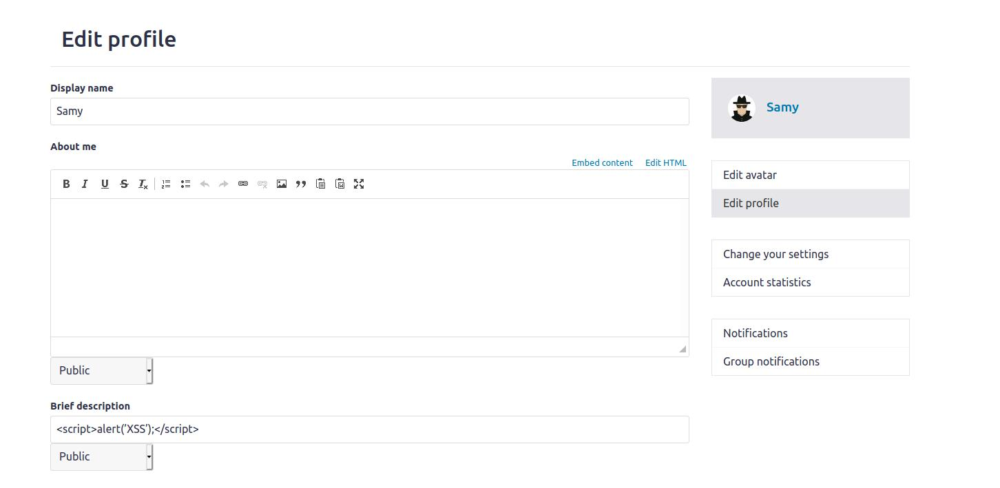 Edit profile
Display name
Samy
About me
Embed content Edit HTML
B I U S Tx
Public
Brief description
<script>alert(’XSS’);</script>
Public
Samy
Edit avatar
Edit profile
Change your settings
Account statistics
Notifications
Group notifications